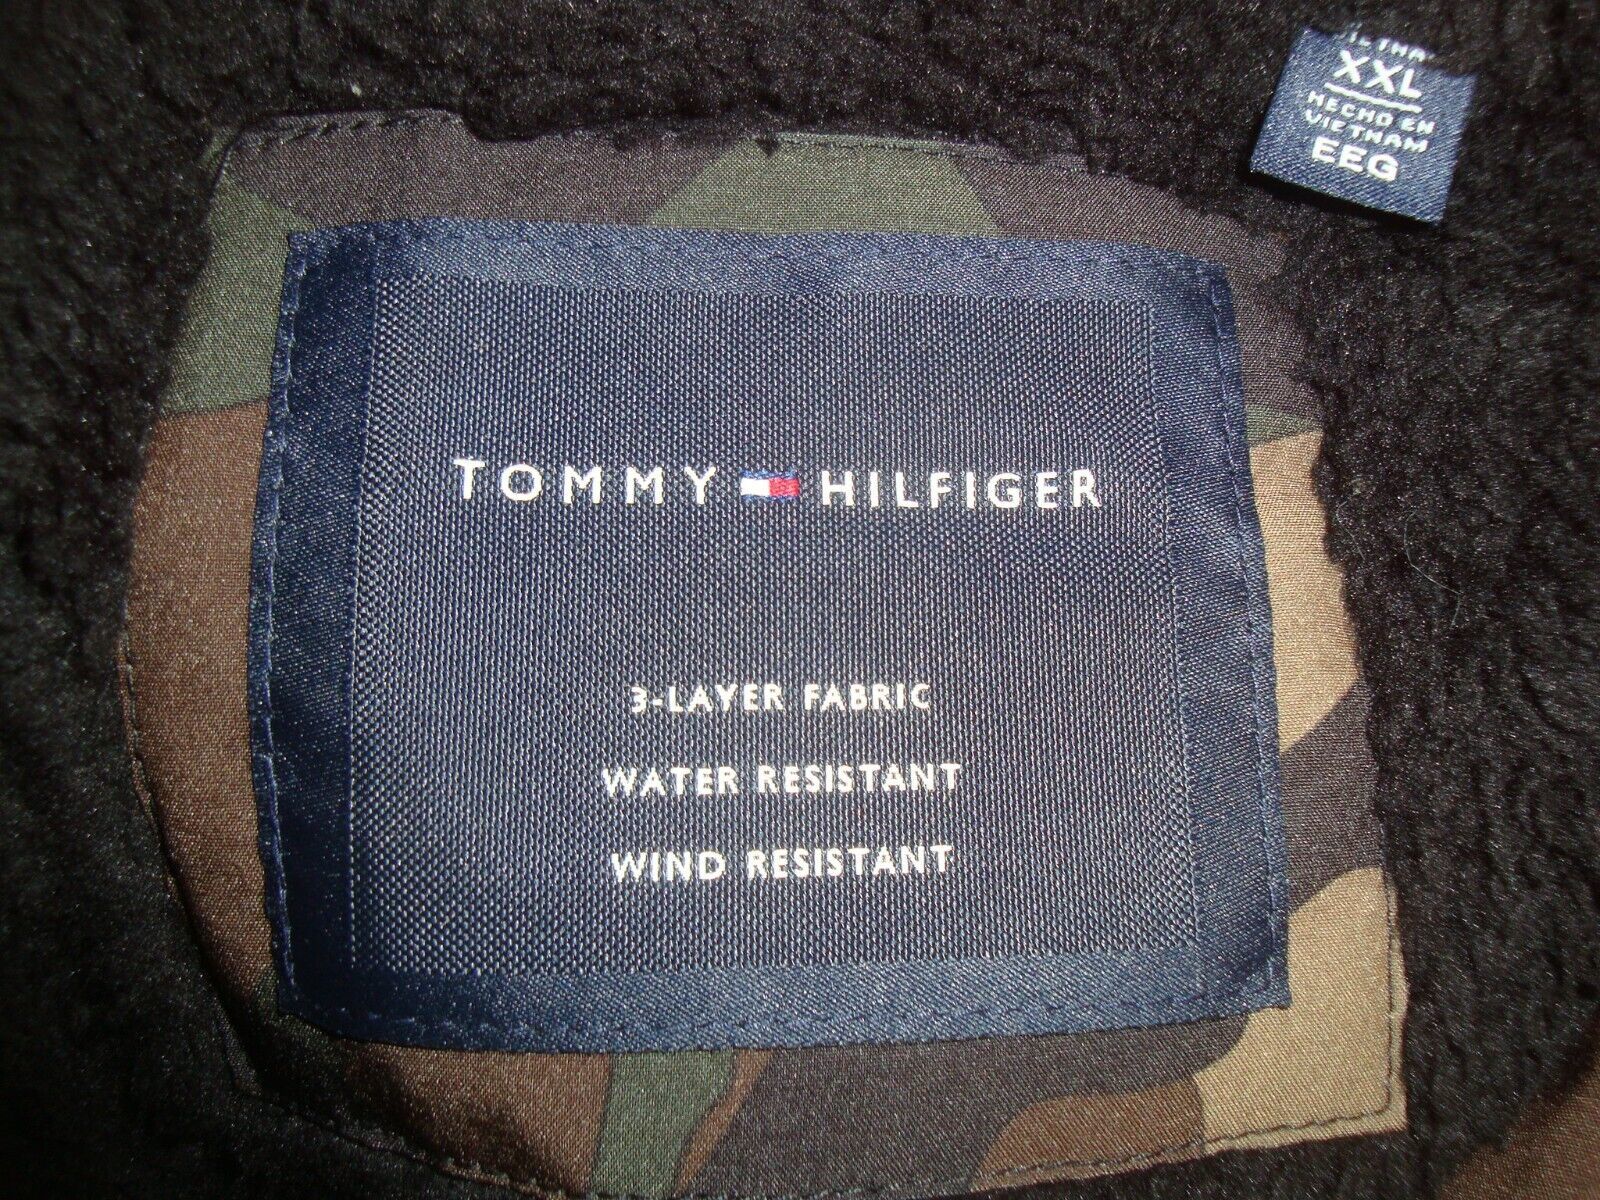 XXL
HECHO EN
VIETNAM
EEG
TOMMY HILFIGER
3-LAYER FABRIC
WATER RESISTANT
WIND RESISTANT